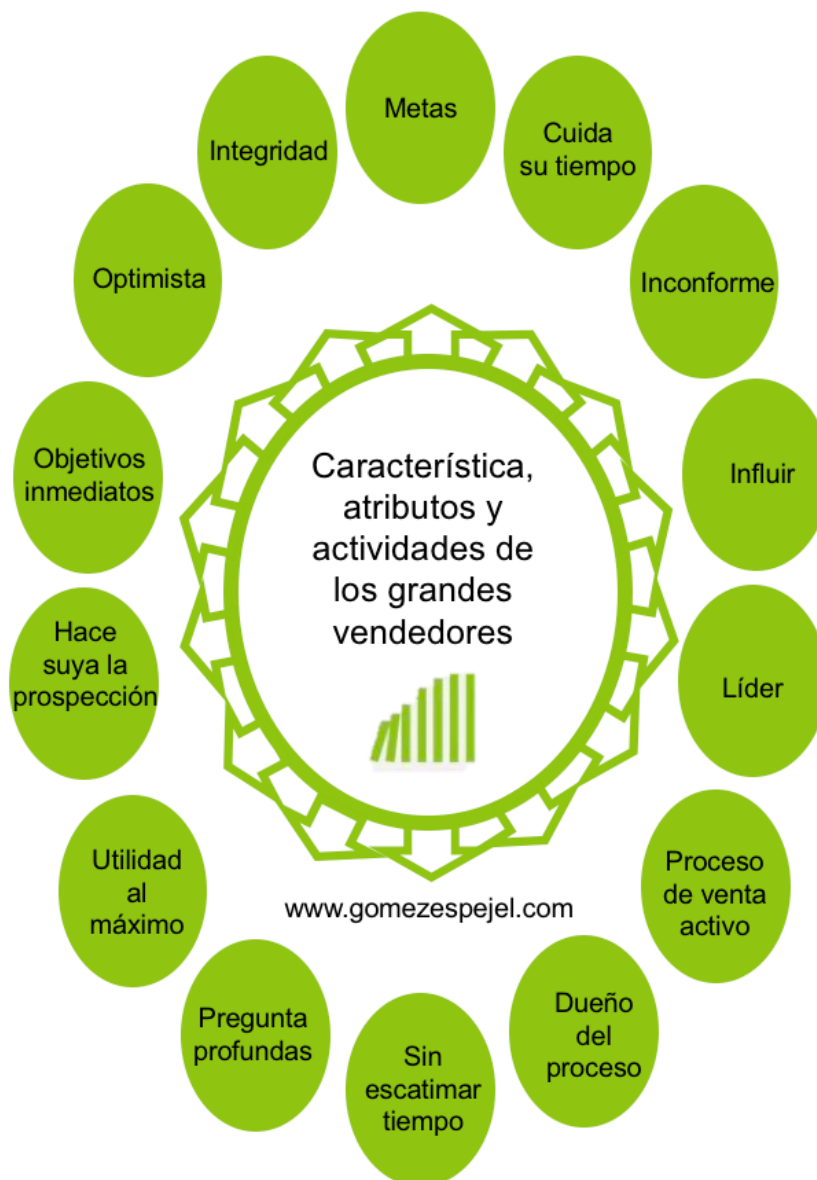 Metas
Cuida
su tiempo
Inconforme
Influir
Líder
Proceso
de venta
activo
Dueño
del
proceso
Sin
escatimar
tiempo
Pregunta
profundas
Utilidad
al
máximo
Hace
suya la
prospección
Objetivos
inmediatos
Optimista
Integridad
Característica,
atributos y
actividades de
los grandes
vendedores
www.gomezespejel.com